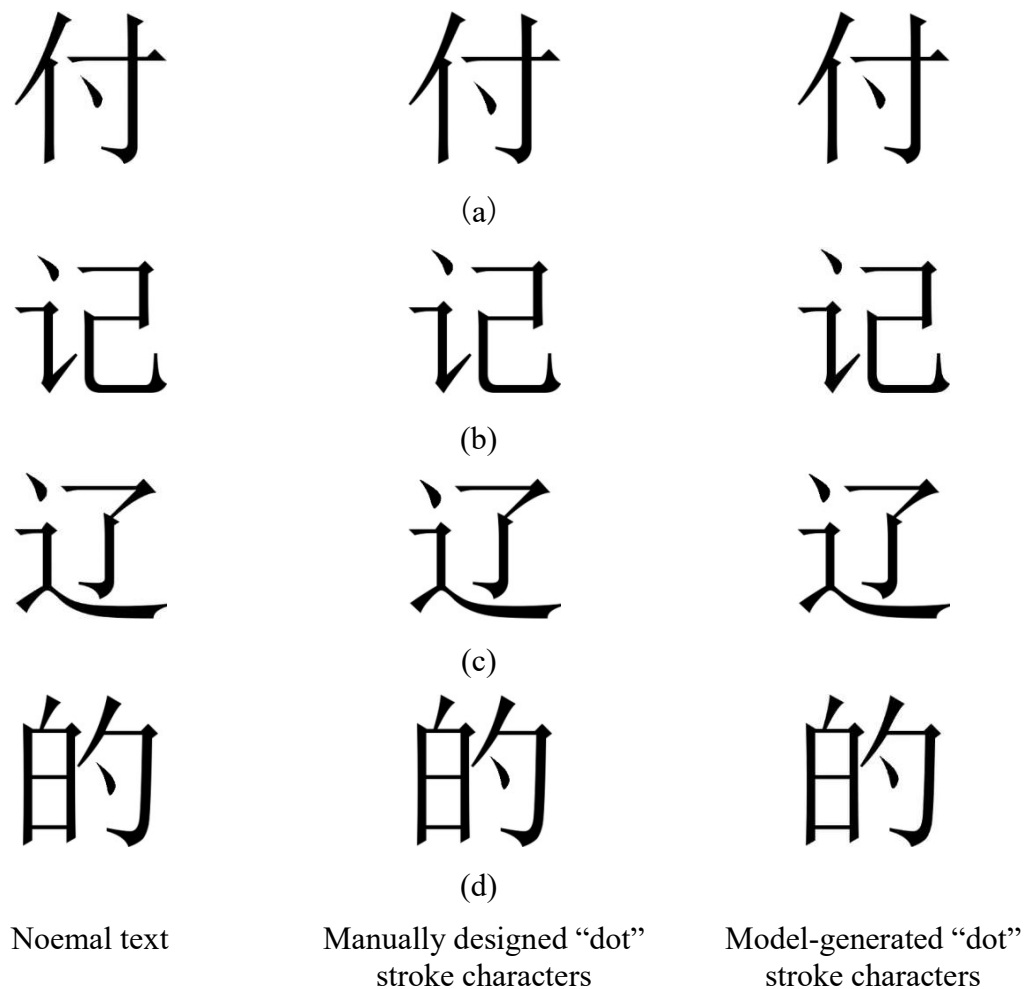 付 付 付
(a)
记 记 记
(b)
辽 辽 辽
(c)
的 的 的
(d)
Noemal text
Manually designed “dot”
stroke characters
Model-generated “dot”
stroke characters